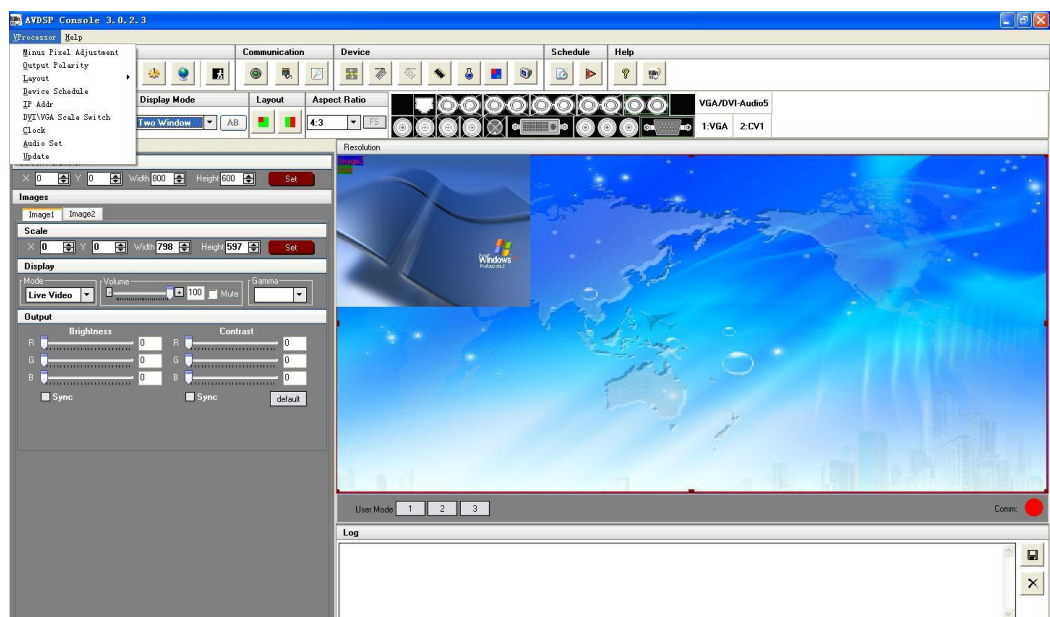 AVDSP Console 3.0.2.3
VProcessor Help
Minus Pixel Adjustment
Output Polarity
Layout
Device Schedule
IP Addr
DVI\VGA Scale Switch
Clock
Audio Set
Update
Communication Device Schedule Help
Display Mode Layout Aspect Ratio
Two Window AB 4:3 FS
VGA/DVI-Audio5
1:VGA 2:CV1
Resolution
X 0 Y 0 Width 800 Height 600 Set
Images
Image1 Image2
Scale
X 0 Y 0 Width 798 Height 597 Set
Display
Mode Volume Gamma
Live Video - + 100 Mute
Output
Brightness Contrast
R 0 R 0
G 0 G 0
B 0 B 0
Sync Sync default
Windows
User Mode 1 2 3 Comm:
Log